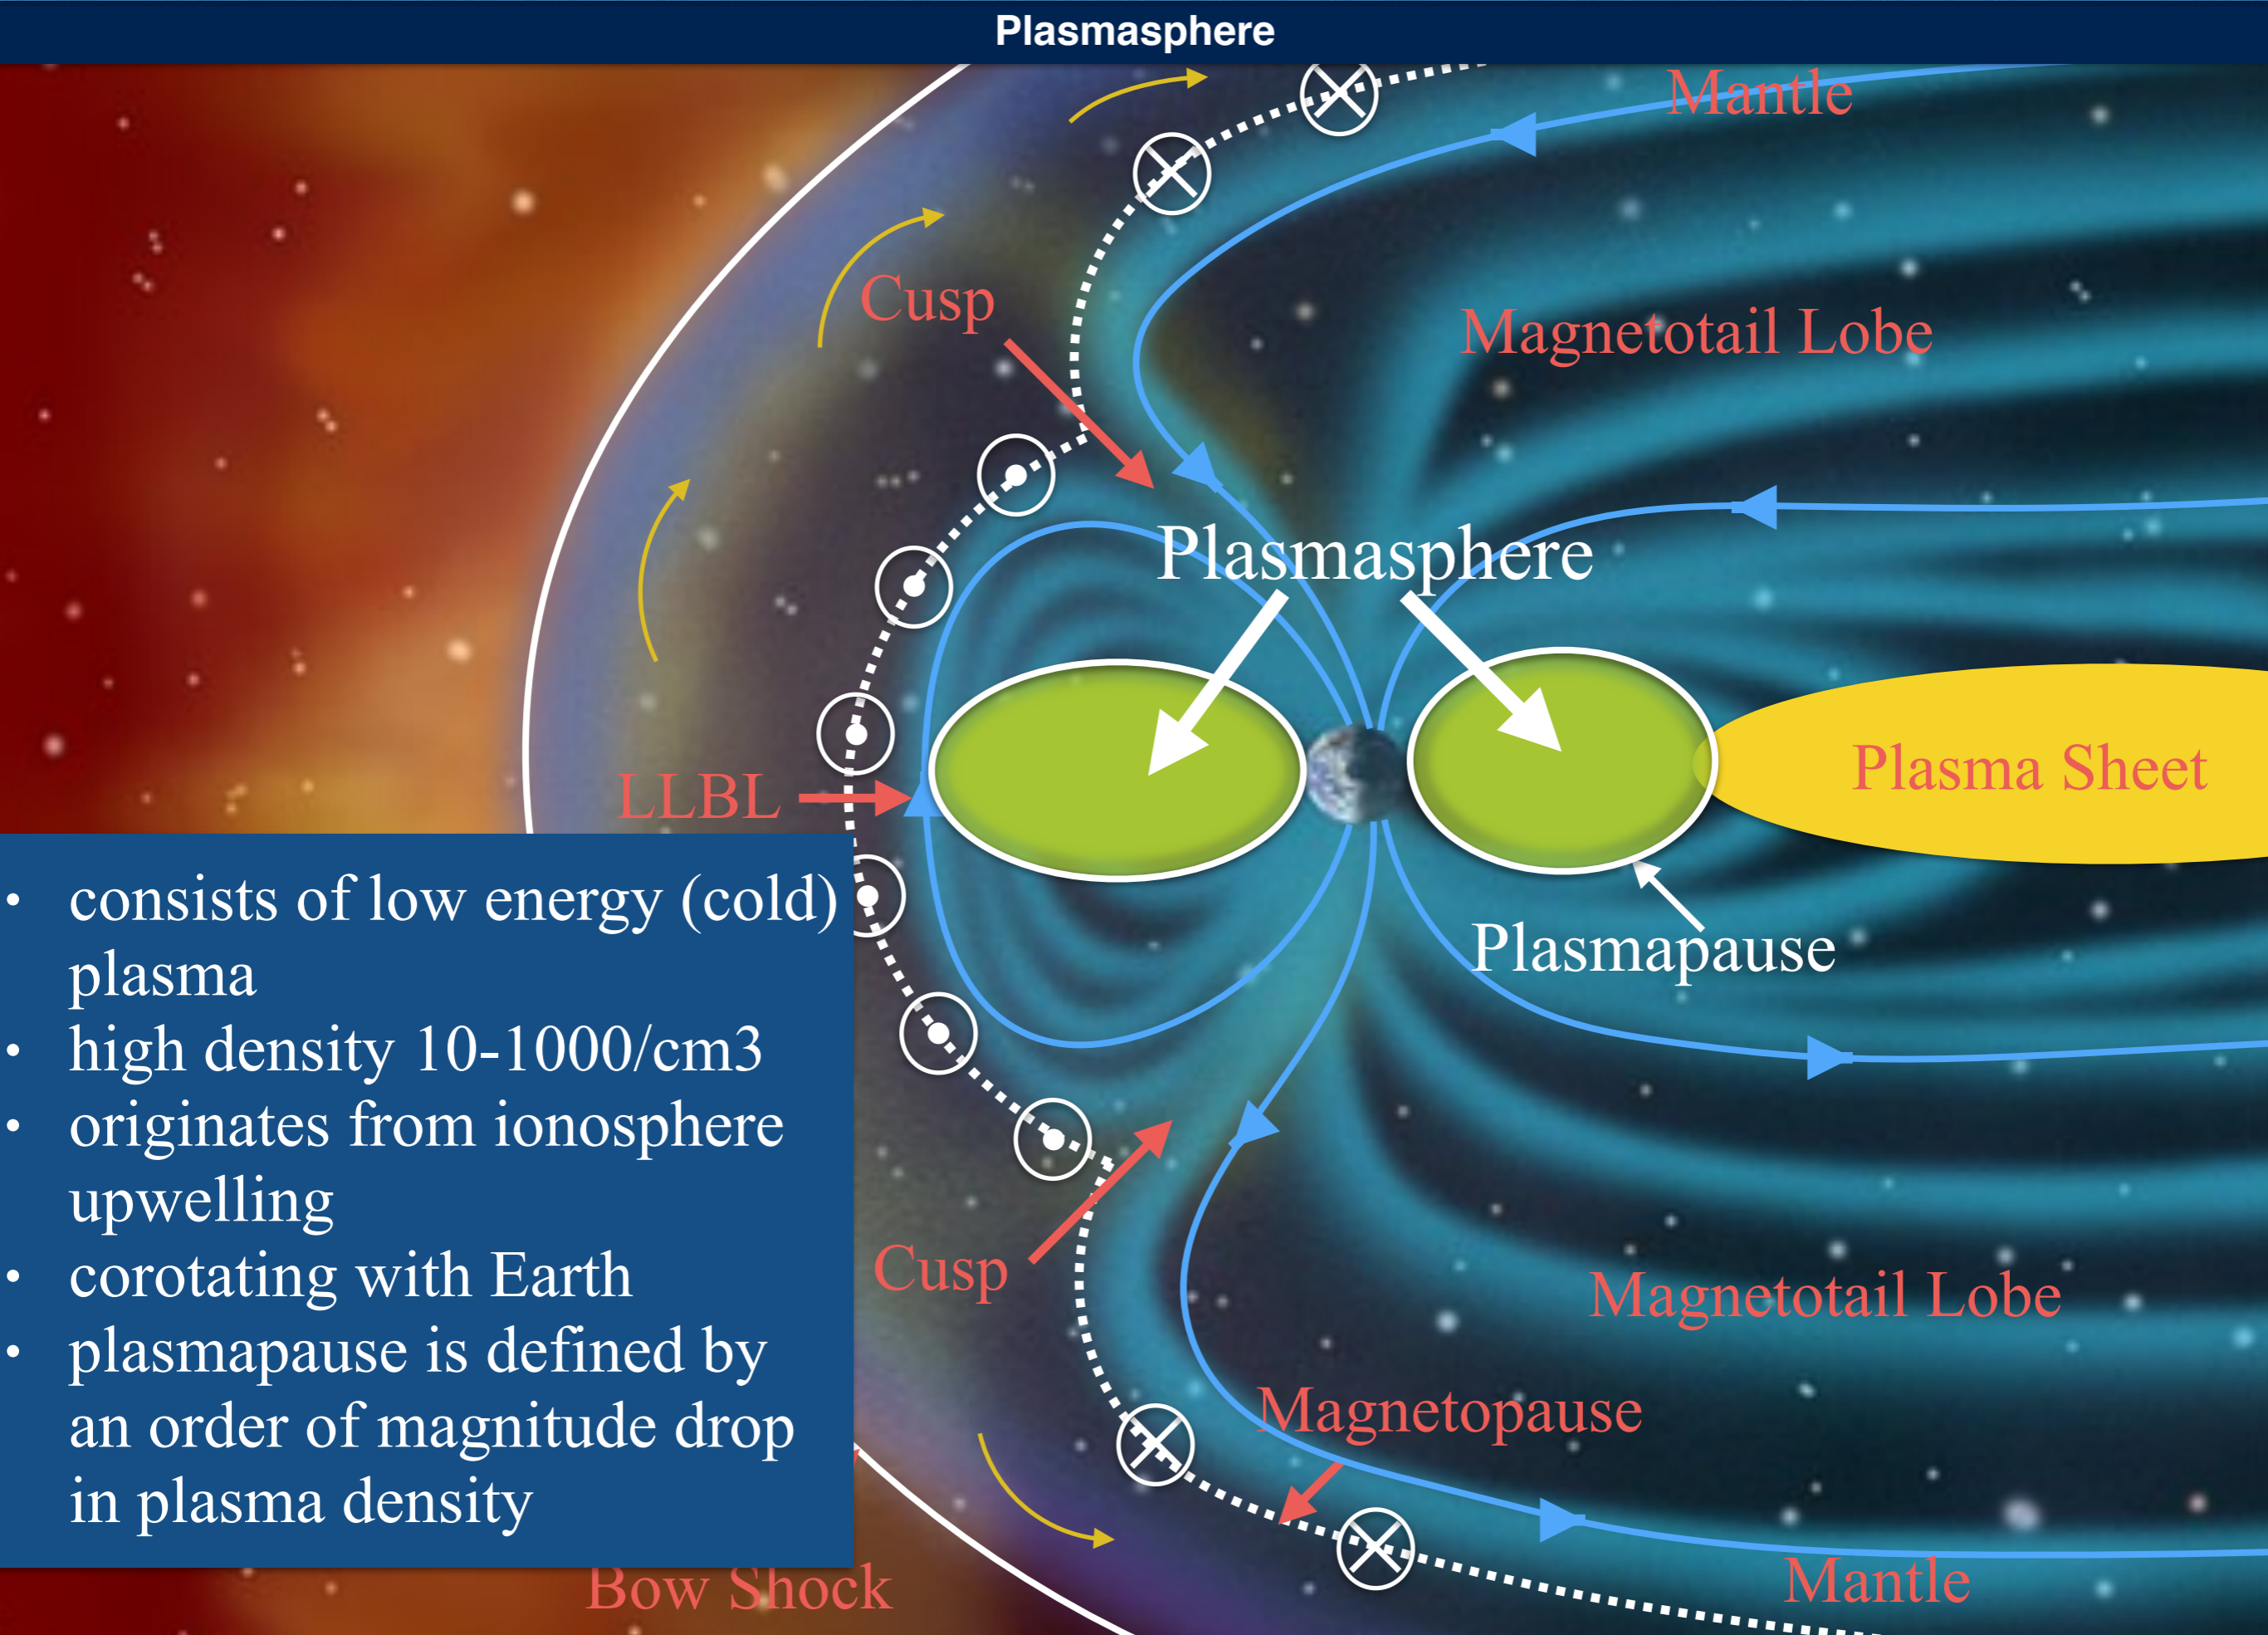 Plasmasphere
Mantle
Cusp
Magnetotail Lobe
Plasmasphere
Plasma Sheet
LLBL
Plasmapause
• consists of low energy (cold)
plasma
• high density 10-1000/cm3
• originates from ionosphere
upwelling
• corotating with Earth
• plasmapause is defined by
an order of magnitude drop
in plasma density
Cusp
Magnetotail Lobe
Magnetopause
Bow Shock
Mantle